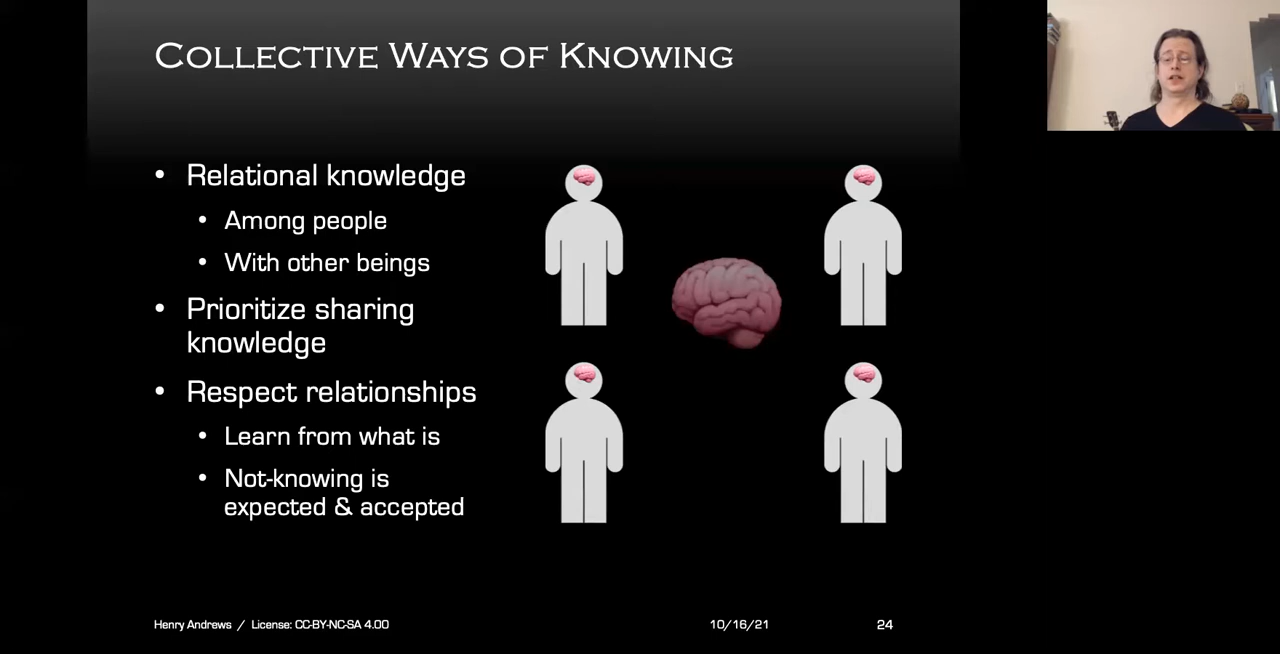 Collective Ways of Knowing
• Relational knowledge
• Among people
• With other beings
• Prioritize sharing
knowledge
• Respect relationships
• Learn from what is
• Not-knowing is
expected & accepted
Henry Andrews / License: CC-BY-NC-SA 4.00
10/16/21
24